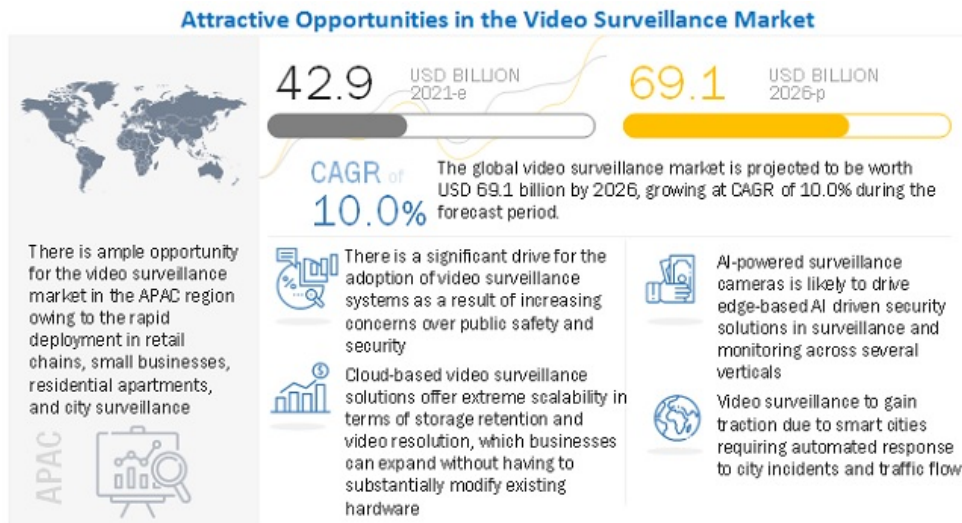 Attractive Opportunities in the Video Surveillance Market
42.9
USD BILLION
2021-e
69.1
USD BILLION
2026-p
CAGR of
10.0%
The global video surveillance market is projected to be worth
USD 69.1 billion by 2026, growing at CAGR of 10.0% during the
forecast period.
There is ample opportunity
for the video surveillance
market in the APAC region
owing to the rapid
deployment in retail
chains, small businesses,
residential apartments,
and city surveillance
APAC
There is a significant drive for the
adoption of video surveillance
systems as a result of increasing
concerns over public safety and
security
Cloud-based video surveillance
solutions offer extreme scalability in
terms of storage retention and
video resolution, which businesses
can expand without having to
substantially modify existing
hardware
AI-powered surveillance
cameras is likely to drive
edge-based AI driven security
solutions in surveillance and
monitoring across several
verticals
Video surveillance to gain
traction due to smart cities
requiring automated response
to city incidents and traffic flow